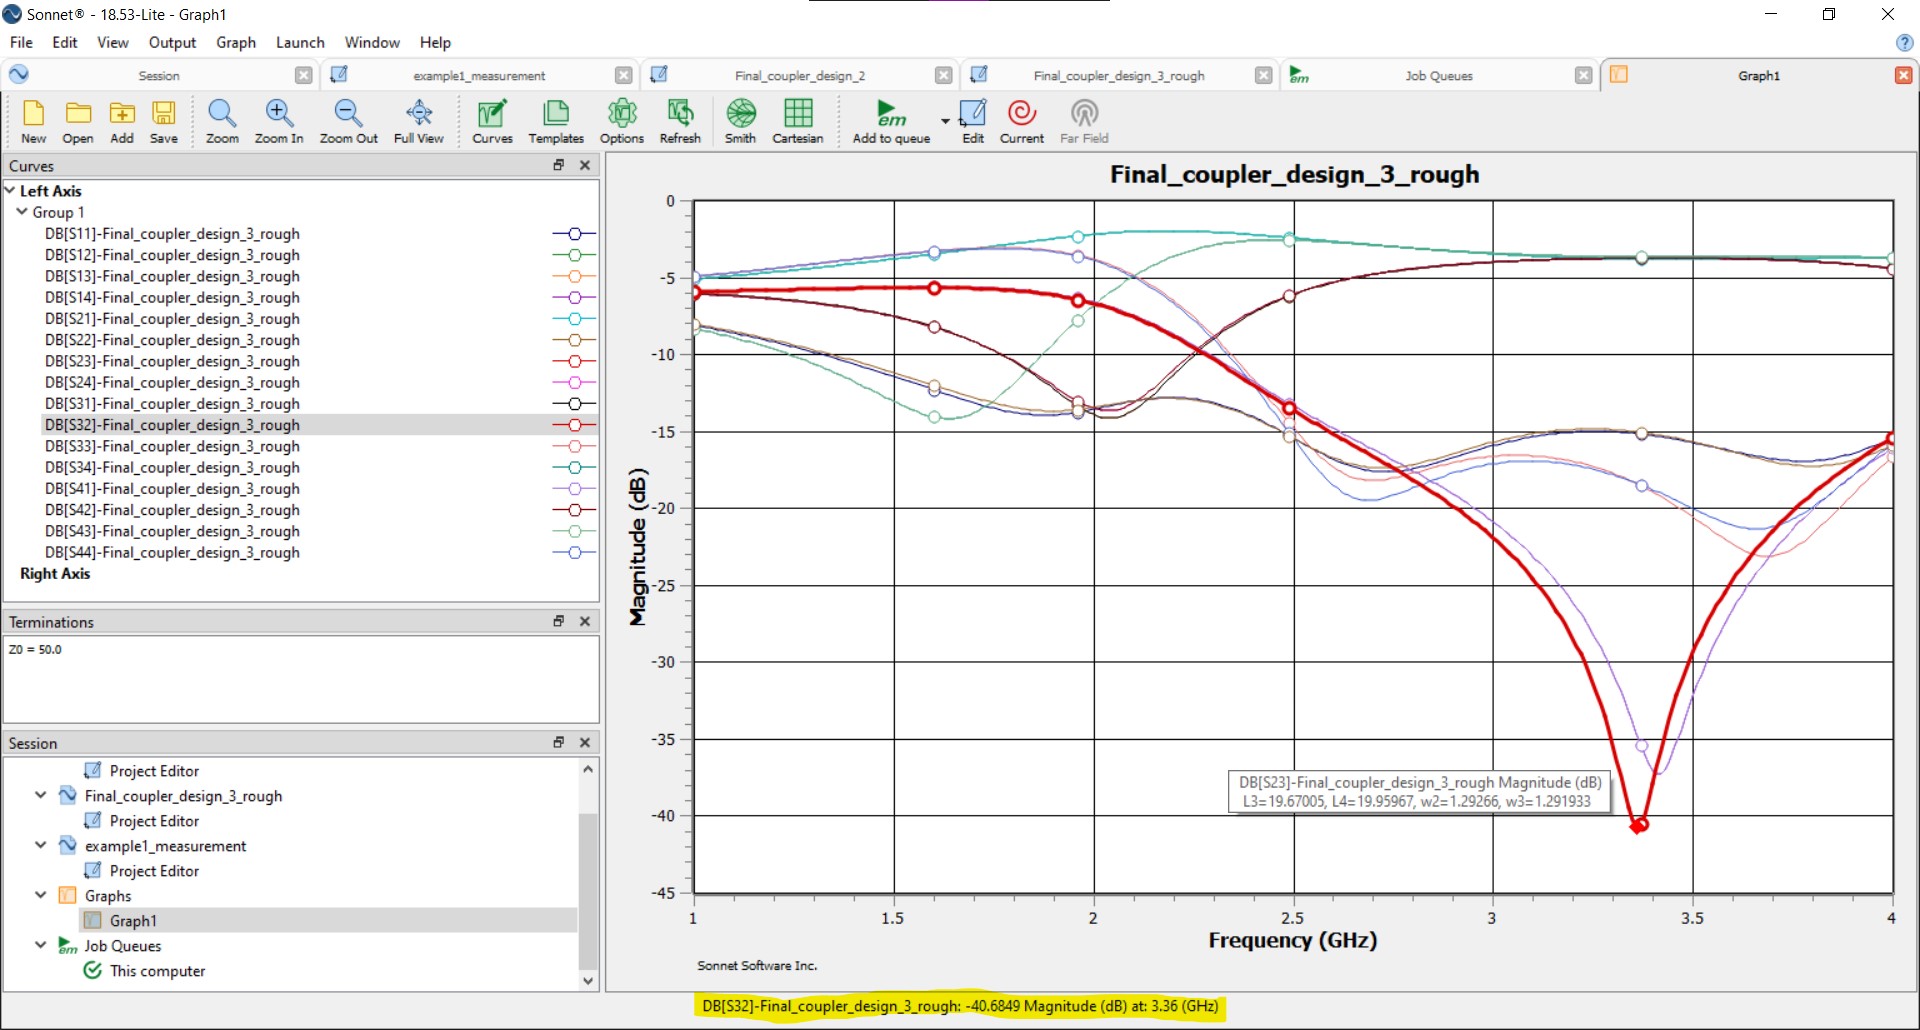 Sonnet® - 18.53-Lite - Graph1
File Edit View Output Graph Launch Window Help
Session example1_measurement Final_coupler_design_2 Final_coupler_design_3_rough em Job Queues Graph1
em
New Open Add Save Zoom Zoom In Zoom Out Full View Curves Templates Options Refresh Smith Cartesian Add to queue Edit Current Far Field
Curves
Left Axis
Group 1
DB[S11]-Final_coupler_design_3_rough
DB[S12]-Final_coupler_design_3_rough
DB[S13]-Final_coupler_design_3_rough
DB[S14]-Final_coupler_design_3_rough
DB[S21]-Final_coupler_design_3_rough
DB[S22]-Final_coupler_design_3_rough
DB[S23]-Final_coupler_design_3_rough
DB[S24]-Final_coupler_design_3_rough
DB[S31]-Final_coupler_design_3_rough
DB[S32]-Final_coupler_design_3_rough
DB[S33]-Final_coupler_design_3_rough
DB[S34]-Final_coupler_design_3_rough
DB[S41]-Final_coupler_design_3_rough
DB[S42]-Final_coupler_design_3_rough
DB[S43]-Final_coupler_design_3_rough
DB[S44]-Final_coupler_design_3_rough
Right Axis
Terminations
Z0 = 50.0
Session
Project Editor
Final_coupler_design_3_rough
Project Editor
example1_measurement
Project Editor
Graphs
Graph1
em Job Queues
This computer
Final_coupler_design_3_rough
Magnitude (dB)
0
-5
-10
-15
-20
-25
-30
-35
-40
-45
DB[S23]-Final_coupler_design_3_rough Magnitude (dB)
L3=19.67005, L4=19.95967, w2=1.29266, w3=1.291933
1 1.5 2 2.5 3 3.5 4
Frequency (GHz)
Sonnet Software Inc.
DB[S32]-Final_coupler_design_3_rough: -40.6849 Magnitude (dB) at: 3.36 (GHz)